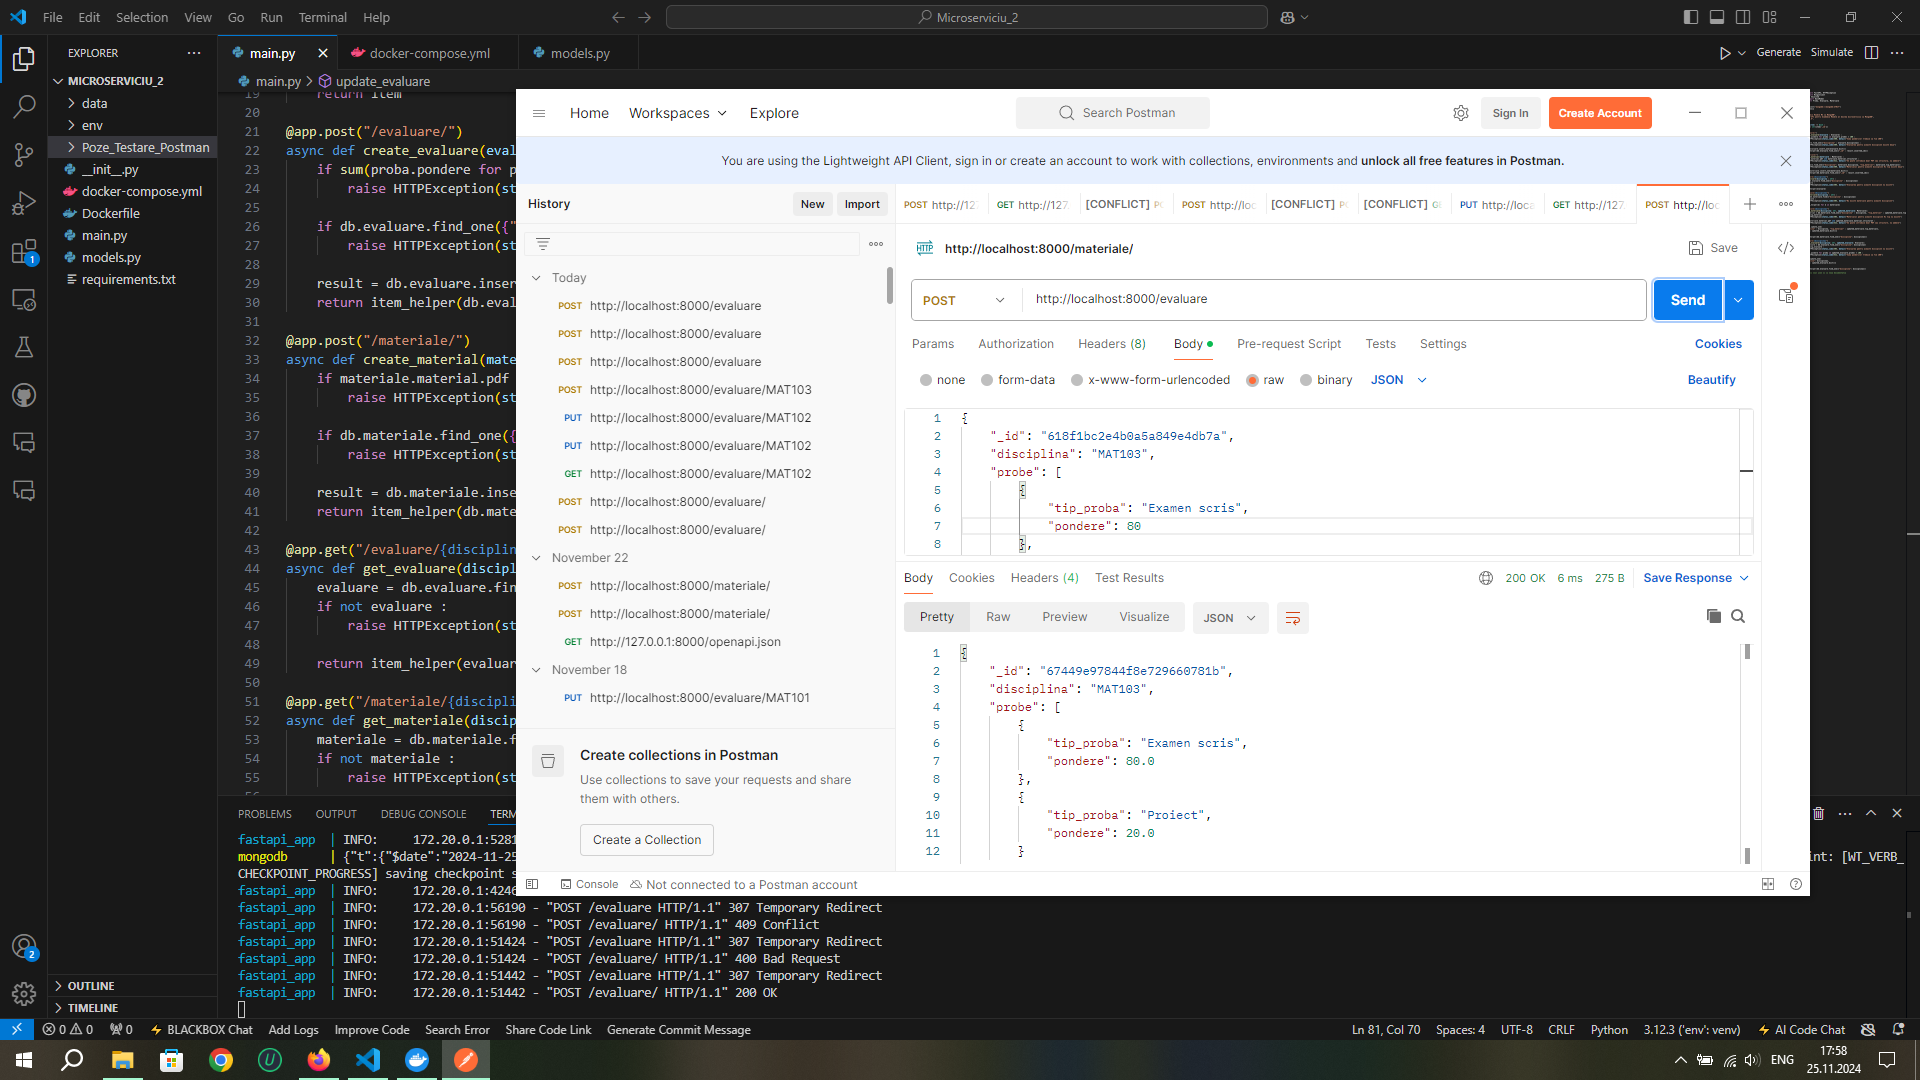 File Edit Selection View Go Run Terminal Help
Microserviciu_2
EXPLORER
MICROSERVICIU_2
data
env
Poze_Testare_Postman
__init__.py
docker-compose.yml
Dockerfile
main.py
models.py
requirements.txt
OUTLINE
TIMELINE
main.py docker-compose.yml models.py
Generate Simulate
main.py > update_evaluare
19 return item
20
21 @app.post("/evaluare/")
22 async def create_evaluare(eval
23 if sum(proba.pondere for p
24 raise HTTPException(st
25
26 if db.evaluare.find_one({"
27 raise HTTPException(st
28
29 result = db.evaluare.inser
30 return item_helper(db.eval
31
32 @app.post("/materiale/")
33 async def create_material(mate
34 if materiale.material.pdf
35 raise HTTPException(st
36
37 if db.materiale.find_one({
38 raise HTTPException(st
39
40 result = db.materiale.inse
41 return item_helper(db.mate
42
43 @app.get("/evaluare/{disciplin
44 async def get_evaluare(discipl
45 evaluare = db.evaluare.fin
46 if not evaluare :
47 raise HTTPException(st
48
49 return item_helper(evaluar
50
51 @app.get("/materiale/{discipli
52 async def get_materiale(discip
53 materiale = db.materiale.f
54 if not materiale :
55 raise HTTPException(st
Home Workspaces Explore
Search Postman
Sign In Create Account
You are using the Lightweight API Client, sign in or create an account to work with collections, environments and unlock all free features in Postman.
History
New Import
Today
POST http://localhost:8000/evaluare
POST http://localhost:8000/evaluare
POST http://localhost:8000/evaluare
POST http://localhost:8000/evaluare/MAT103
PUT http://localhost:8000/evaluare/MAT102
PUT http://localhost:8000/evaluare/MAT102
GET http://localhost:8000/evaluare/MAT102
POST http://localhost:8000/evaluare/
POST http://localhost:8000/evaluare/
November 22
POST http://localhost:8000/materiale/
POST http://localhost:8000/materiale/
GET http://127.0.0.1:8000/openapi.json
November 18
PUT http://localhost:8000/evaluare/MAT101
Create collections in Postman
Use collections to save your requests and share
them with others.
Create a Collection
POST http://12 GET http://127. [CONFLICT] PO POST http://loc [CONFLICT] P [CONFLICT] GE PUT http://loca GET http://127. POST http://loc
HTTP http://localhost:8000/materiale/
Save
POST http://localhost:8000/evaluare
Send
Params Authorization Headers (8) Body Pre-request Script Tests Settings
Cookies
none form-data x-www-form-urlencoded raw binary JSON
Beautify
1 {
2 "_id": "618f1bc2e4b0a5a849e4db7a",
3 "disciplina": "MAT103",
4 "probe": [
5 {
6 "tip_proba": "Examen scris",
7 "pondere": 80
8 },
Body Cookies Headers (4) Test Results
200 OK 6 ms 275 B Save Response
Pretty Raw Preview Visualize JSON
1 {
2 "_id": "67449e97844f8e729660781b",
3 "disciplina": "MAT103",
4 "probe": [
5 {
6 "tip_proba": "Examen scris",
7 "pondere": 80.0
8 },
9 {
10 "tip_proba": "Proiect",
11 "pondere": 20.0
12 }
Console Not connected to a Postman account
PROBLEMS OUTPUT DEBUG CONSOLE TERM
fastapi_app | INFO: 172.20.0.1:5281
mongodb | {"t":{"$date":"2024-11-25 int: [WT_VERB_
CHECKPOINT_PROGRESS] saving checkpoint s
fastapi_app | INFO: 172.20.0.1:4246
fastapi_app | INFO: 172.20.0.1:56190 - "POST /evaluare HTTP/1.1" 307 Temporary Redirect
fastapi_app | INFO: 172.20.0.1:56190 - "POST /evaluare/ HTTP/1.1" 409 Conflict
fastapi_app | INFO: 172.20.0.1:51424 - "POST /evaluare HTTP/1.1" 307 Temporary Redirect
fastapi_app | INFO: 172.20.0.1:51424 - "POST /evaluare/ HTTP/1.1" 400 Bad Request
fastapi_app | INFO: 172.20.0.1:51442 - "POST /evaluare HTTP/1.1" 307 Temporary Redirect
fastapi_app | INFO: 172.20.0.1:51442 - "POST /evaluare/ HTTP/1.1" 200 OK
0 0 0 BLACKBOX Chat Add Logs Improve Code Search Error Share Code Link Generate Commit Message
Ln 81, Col 70 Spaces: 4 UTF-8 CRLF Python 3.12.3 ('env': venv) AI Code Chat
ENG 17:58
25.11.2024